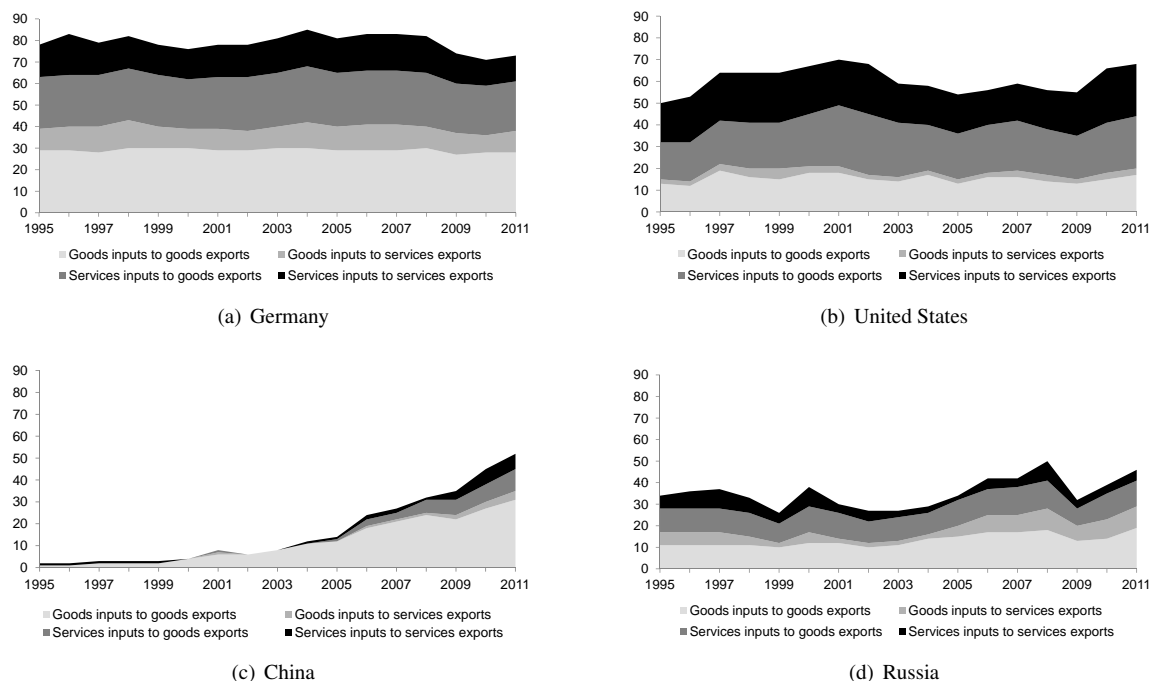 90
80
70
60
50
40
30
20
10
0
1995 1997 1999 2001 2003 2005 2007 2009 2011
Goods inputs to goods exports Goods inputs to services exports
Services inputs to goods exports Services inputs to services exports
(a) Germany
90
80
70
60
50
40
30
20
10
0
1995 1997 1999 2001 2003 2005 2007 2009 2011
Goods inputs to goods exports Goods inputs to services exports
Services inputs to goods exports Services inputs to services exports
(b) United States
90
80
70
60
50
40
30
20
10
0
1995 1997 1999 2001 2003 2005 2007 2009 2011
Goods inputs to goods exports Goods inputs to services exports
Services inputs to goods exports Services inputs to services exports
(c) China
90
80
70
60
50
40
30
20
10
0
1995 1997 1999 2001 2003 2005 2007 2009 2011
Goods inputs to goods exports Goods inputs to services exports
Services inputs to goods exports Services inputs to services exports
(d) Russia